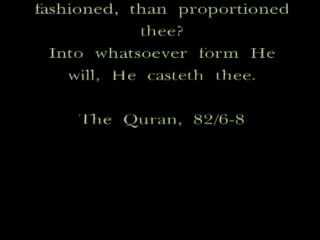 fashioned, than proportioned
thee?
Into whatsoever form He
will, He casteth thee.
The Quran, 82/6-8